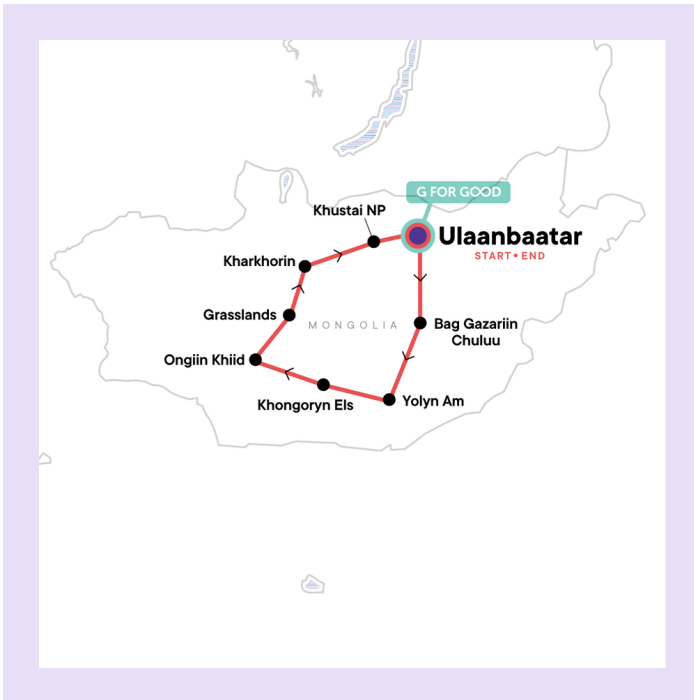 G FOR GOOD
Khustai NP
Ulaanbaatar
START • END
Kharkhorin
Grasslands
MONGOLIA
Bag Gazariin
Chuluu
Ongiin Khiid
Khongoryn Els
Yolyn Am